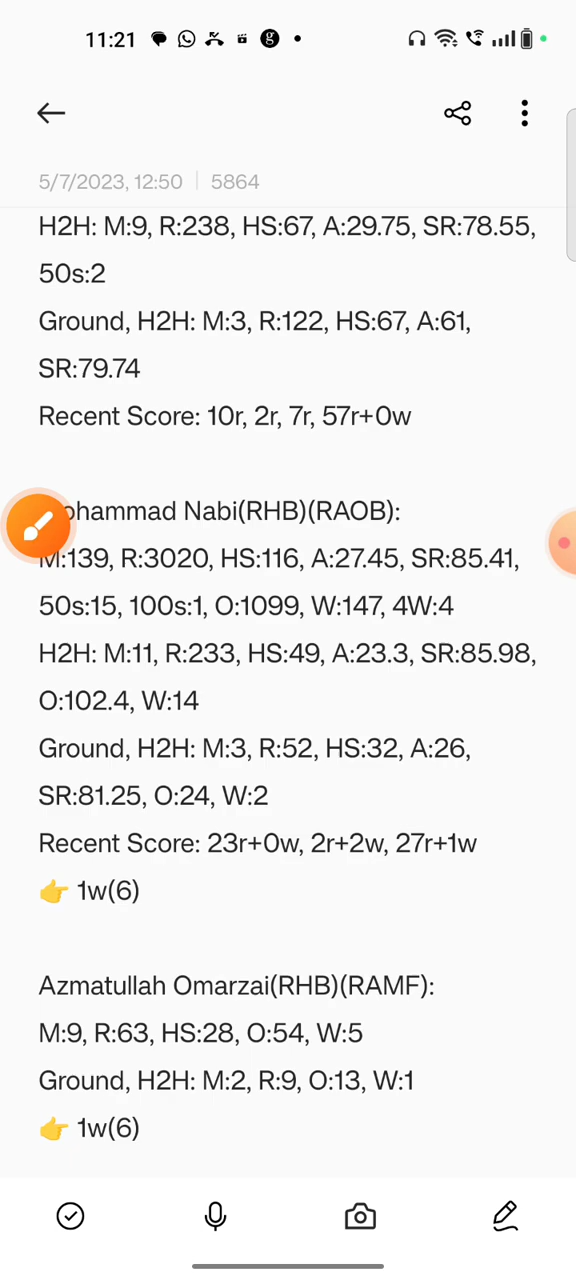 11:21
5/7/2023, 12:50 | 5864
H2H: M:9, R:238, HS:67, A:29.75, SR:78.55,
50s:2
Ground, H2H: M:3, R:122, HS:67, A:61,
SR:79.74
Recent Score: 10r, 2r, 7r, 57r+0w
ohammad Nabi(RHB)(RAOB):
M:139, R:3020, HS:116, A:27.45, SR:85.41,
50s:15, 100s:1, O:1099, W:147, 4W:4
H2H: M:11, R:233, HS:49, A:23.3, SR:85.98,
O:102.4, W:14
Ground, H2H: M:3, R:52, HS:32, A:26,
SR:81.25, O:24, W:2
Recent Score: 23r+0w, 2r+2w, 27r+1w
👉 1w(6)
Azmatullah Omarzai(RHB)(RAMF):
M:9, R:63, HS:28, O:54, W:5
Ground, H2H: M:2, R:9, O:13, W:1
👉 1w(6)